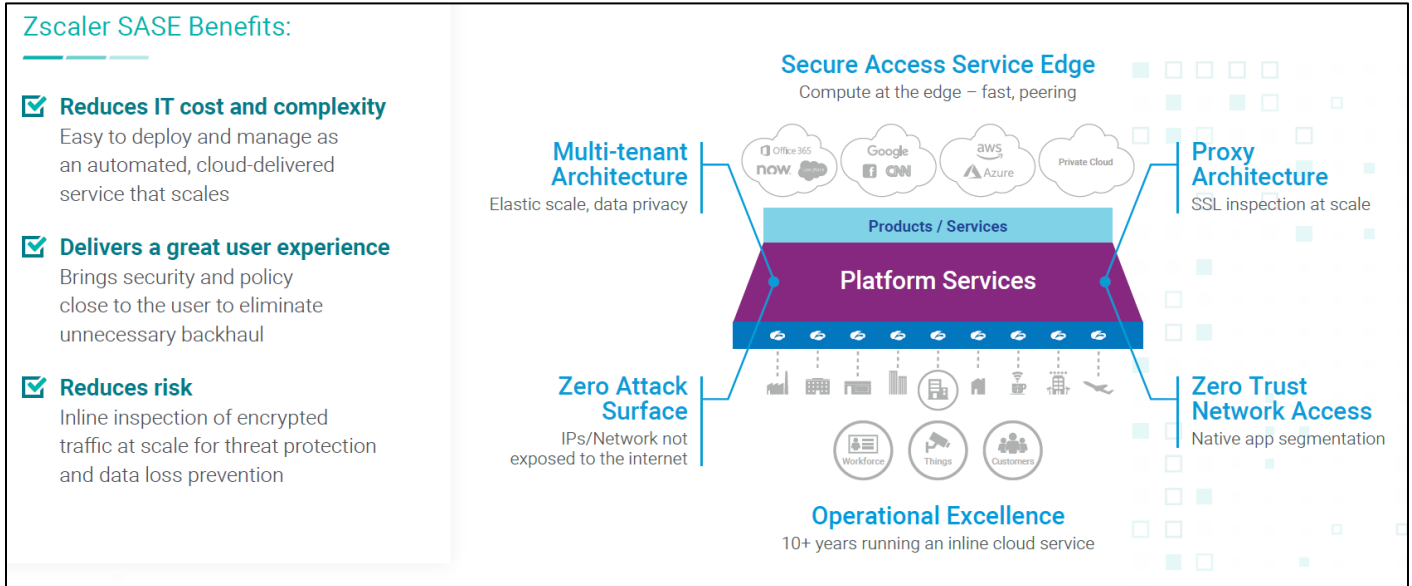 Zscaler SASE Benefits:
Reduces IT cost and complexity
Easy to deploy and manage as
an automated, cloud-delivered
service that scales
Delivers a great user experience
Brings security and policy
close to the user to eliminate
unnecessary backhaul
Reduces risk
Inline inspection of encrypted
traffic at scale for threat protection
and data loss prevention
Secure Access Service Edge
Compute at the edge – fast, peering
Multi-tenant
Architecture
Elastic scale, data privacy
Office 365
now
Google
CNN
aws
Azure
Private Cloud
Proxy
Architecture
SSL inspection at scale
Products / Services
Platform Services
Zero Attack
Surface
IPs/Network not
exposed to the internet
Zero Trust
Network Access
Native app segmentation
Workforce
Things
Customers
Operational Excellence
10+ years running an inline cloud service